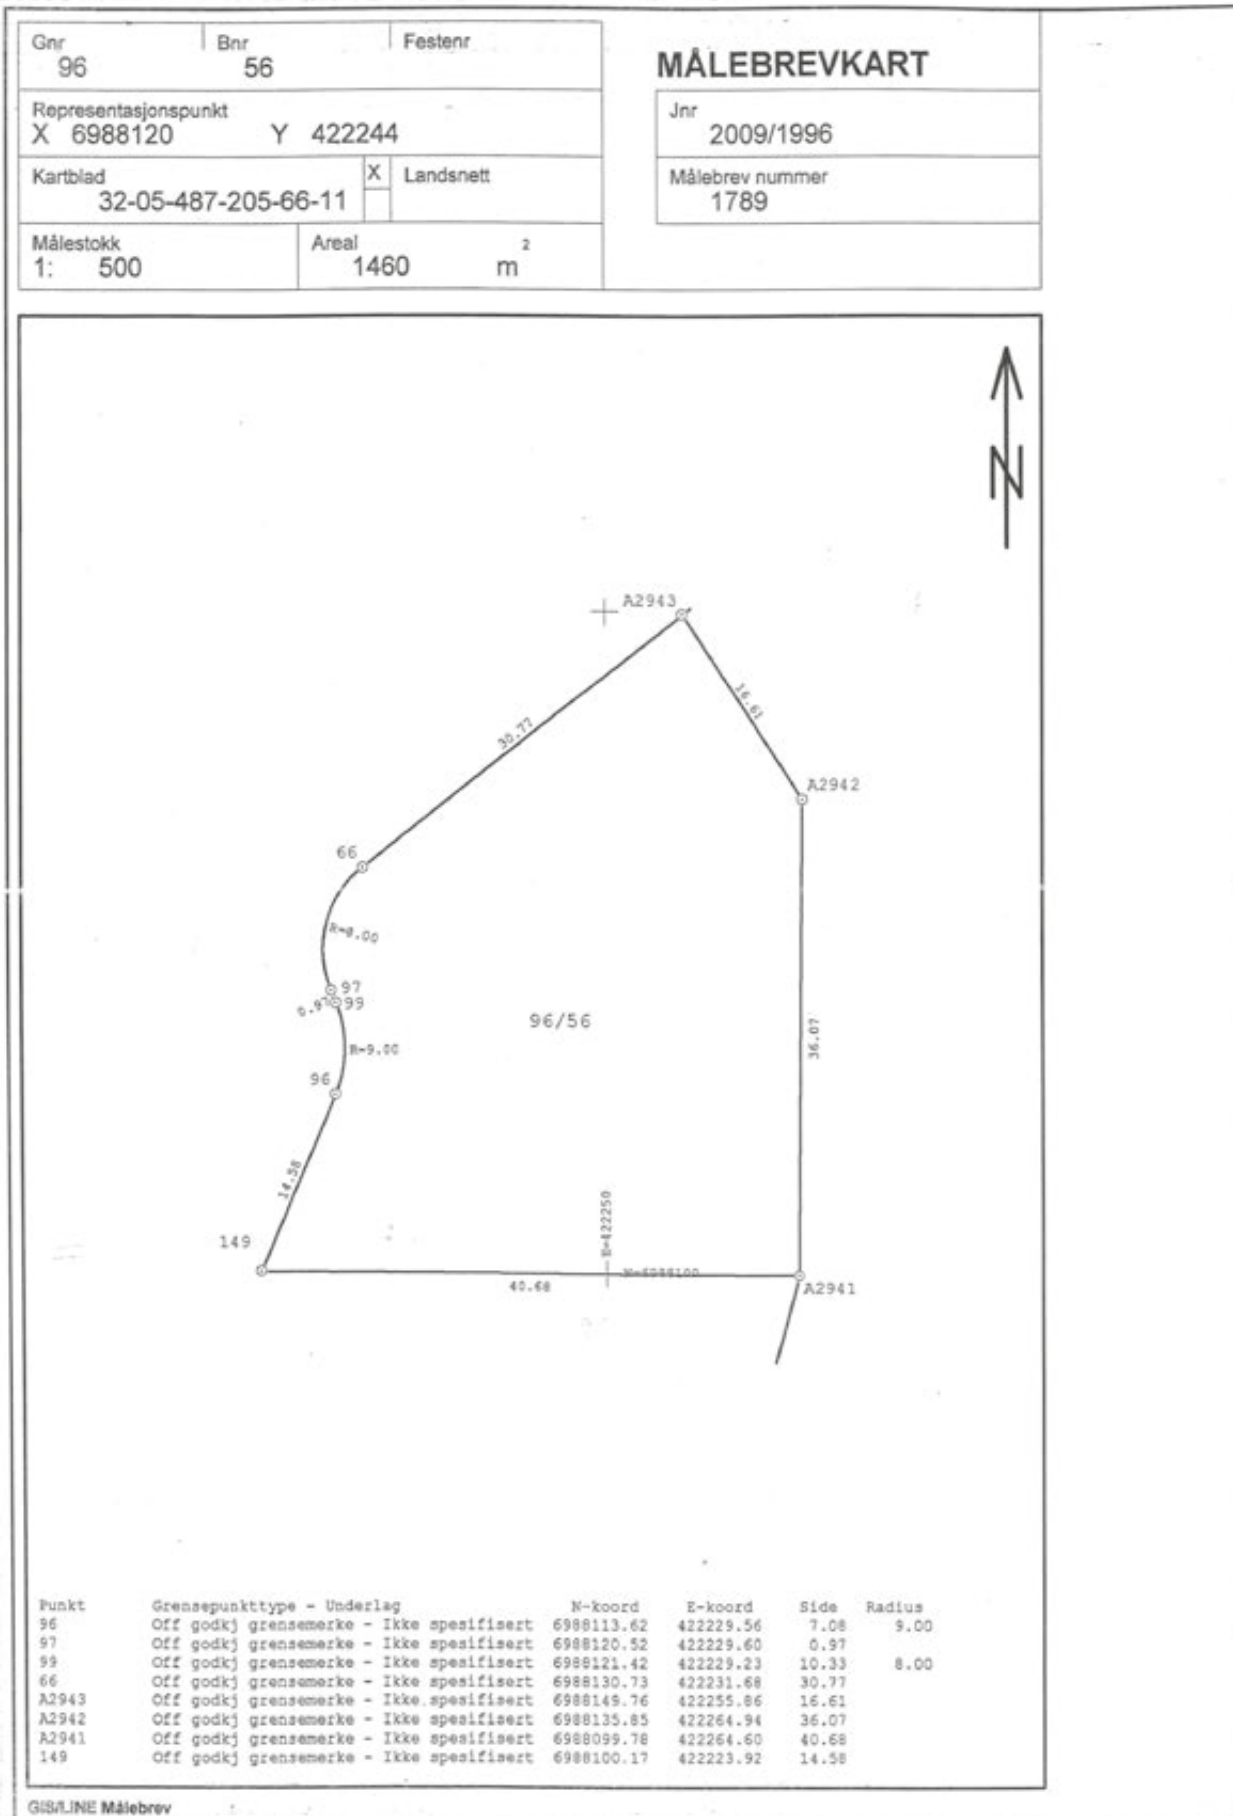 Gnr Bnr Festenr
96 56
MÅLEBREVKART
Representasjonspunkt
X 6988120 Y 422244
Jnr
2009/1996
Kartblad X Landsnett
32-05-487-205-66-11
Målebrev nummer
1789
Målestokk Areal 2
1: 500 1460 m
N
A2943
16.61
30.77
A2942
66
R=8.00
97
0.97 99
96/56
36.07
R=9.00
96
14.58
149
E=422250
N=6988100
40.68
A2941
Punkt Grensepunkttype - Underlag N-koord E-koord Side Radius
96 Off godkj grensemerke - Ikke spesifisert 6988113.62 422229.56 7.08 9.00
97 Off godkj grensemerke - Ikke spesifisert 6988120.52 422229.60 0.97
99 Off godkj grensemerke - Ikke spesifisert 6988121.42 422229.23 10.33 8.00
66 Off godkj grensemerke - Ikke spesifisert 6988130.73 422231.68 30.77
A2943 Off godkj grensemerke - Ikke spesifisert 6988149.76 422255.86 16.61
A2942 Off godkj grensemerke - Ikke spesifisert 6988135.85 422264.94 36.07
A2941 Off godkj grensemerke - Ikke spesifisert 6988099.78 422264.60 40.68
149 Off godkj grensemerke - Ikke spesifisert 6988100.17 422223.92 14.58
GIS/LINE Målebrev